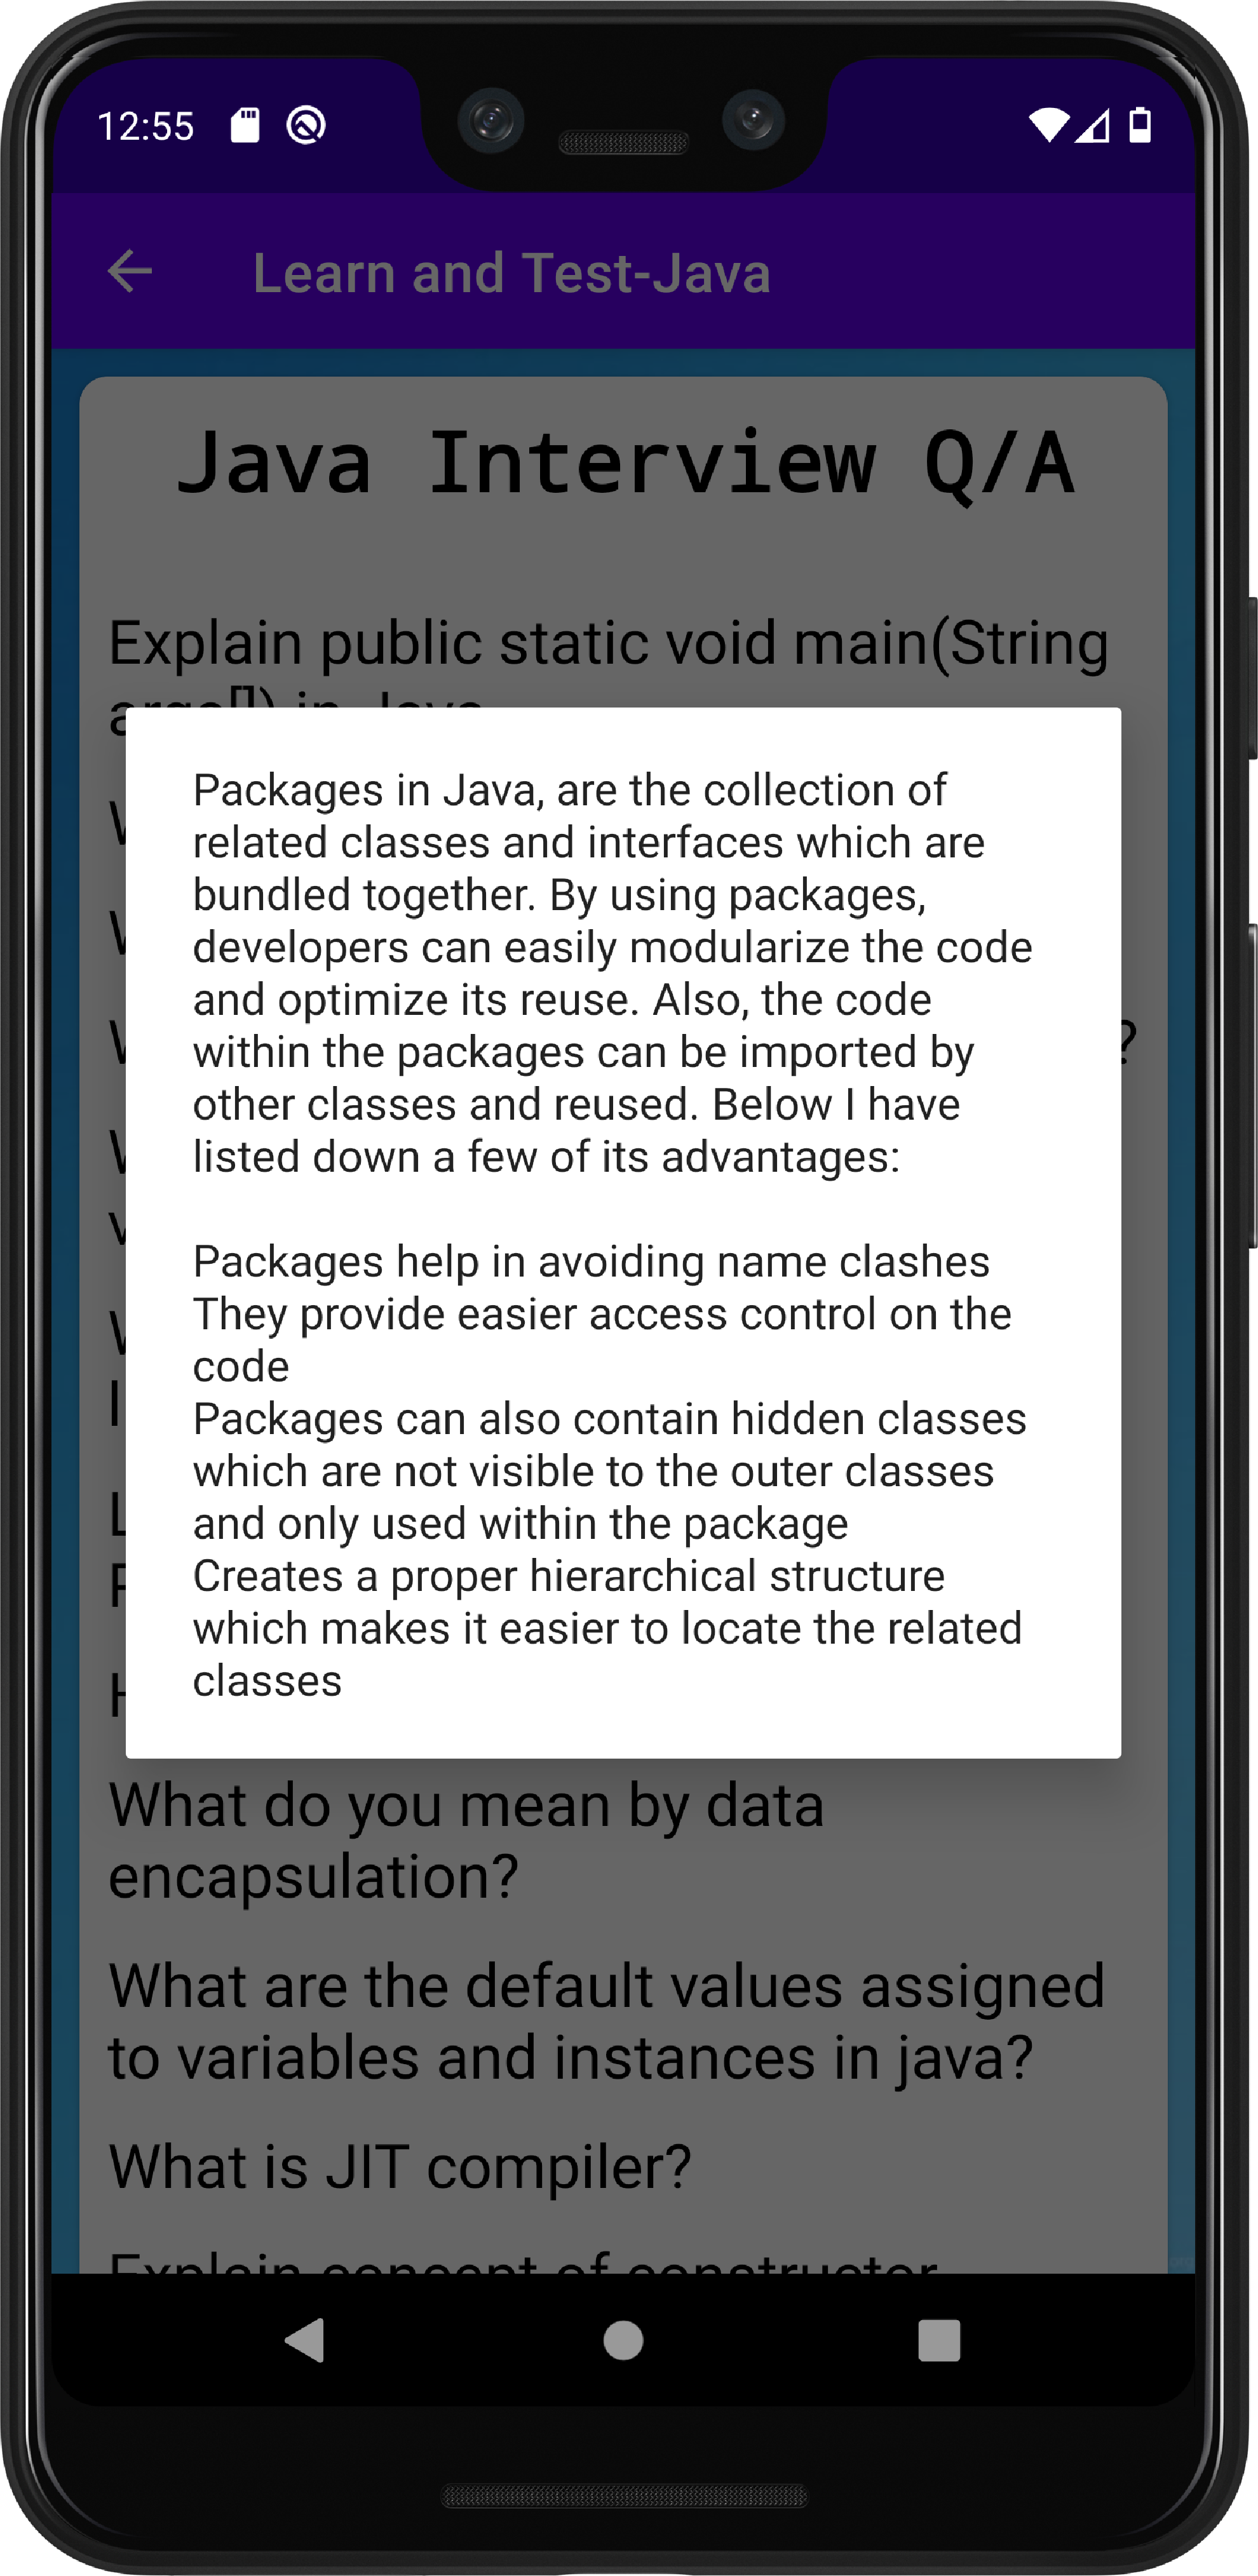 12:55
Learn and Test-Java
Java Interview Q/A
Explain public static void main(String
args[]) in Java
Packages in Java, are the collection of
related classes and interfaces which are
bundled together. By using packages,
developers can easily modularize the code
and optimize its reuse. Also, the code
within the packages can be imported by
other classes and reused. Below I have
listed down a few of its advantages:
Packages help in avoiding name clashes
They provide easier access control on the
code
Packages can also contain hidden classes
which are not visible to the outer classes
and only used within the package
Creates a proper hierarchical structure
which makes it easier to locate the related
classes
?
What do you mean by data
encapsulation?
What are the default values assigned
to variables and instances in java?
What is JIT compiler?
Explain concept of constructor